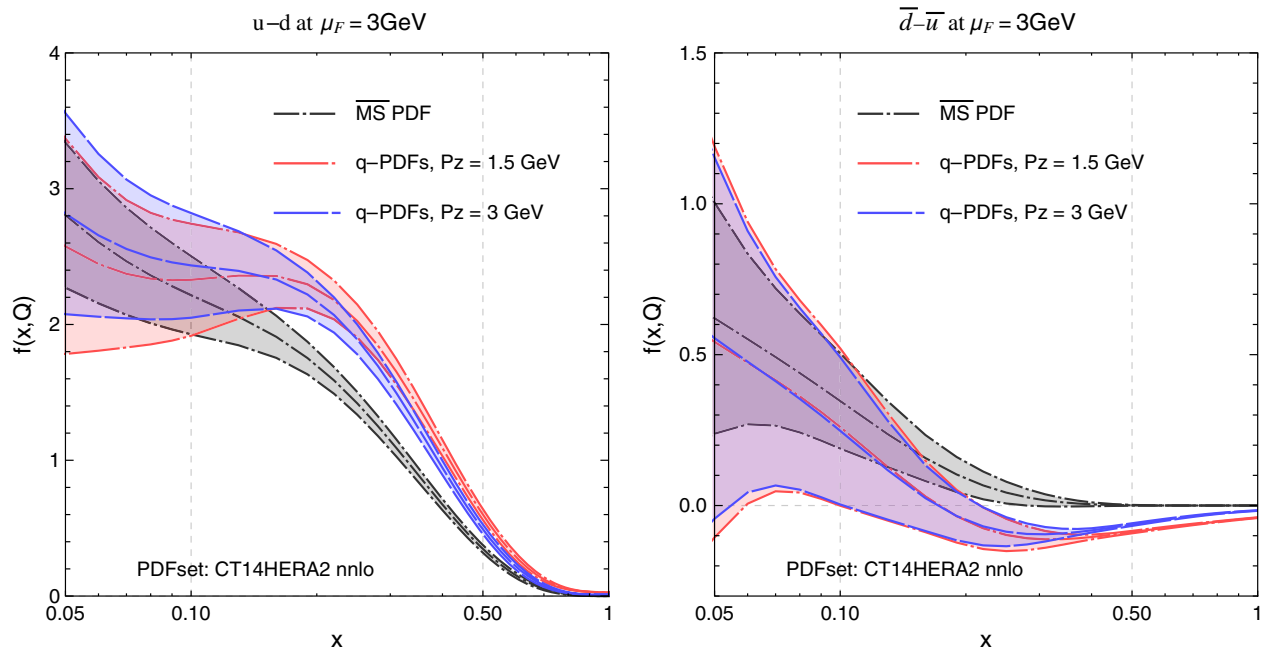 u−d at μF = 3GeV
4
3
2
1
0
f(x,Q)
MS PDF
q−PDFs, Pz = 1.5 GeV
q−PDFs, Pz = 3 GeV
PDFset: CT14HERA2 nnlo
0.05 0.10 0.50 1
x
d̅−u̅ at μF = 3GeV
1.5
1.0
0.5
0.0
f(x,Q)
M̅S̅ PDF
q−PDFs, Pz = 1.5 GeV
q−PDFs, Pz = 3 GeV
PDFset: CT14HERA2 nnlo
0.05 0.10 0.50 1
x